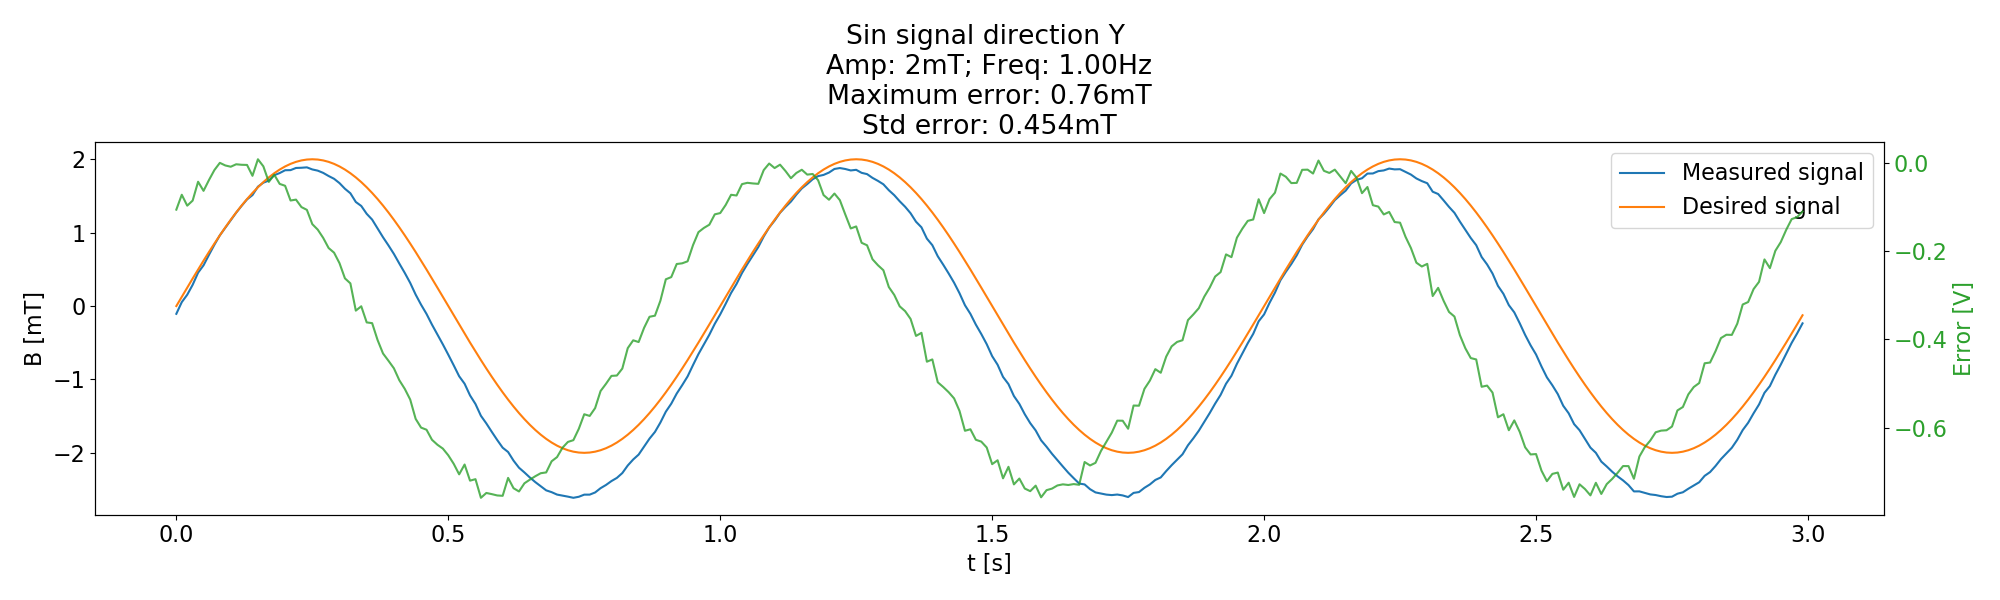 Sin signal direction Y
Amp: 2mT; Freq: 1.00Hz
Maximum error: 0.76mT
Std error: 0.454mT
Measured signal
Desired signal
B [mT]
2
1
0
−1
−2
0.0
−0.2
−0.4
−0.6
Error [V]
0.0 0.5 1.0 1.5 2.0 2.5 3.0
t [s]